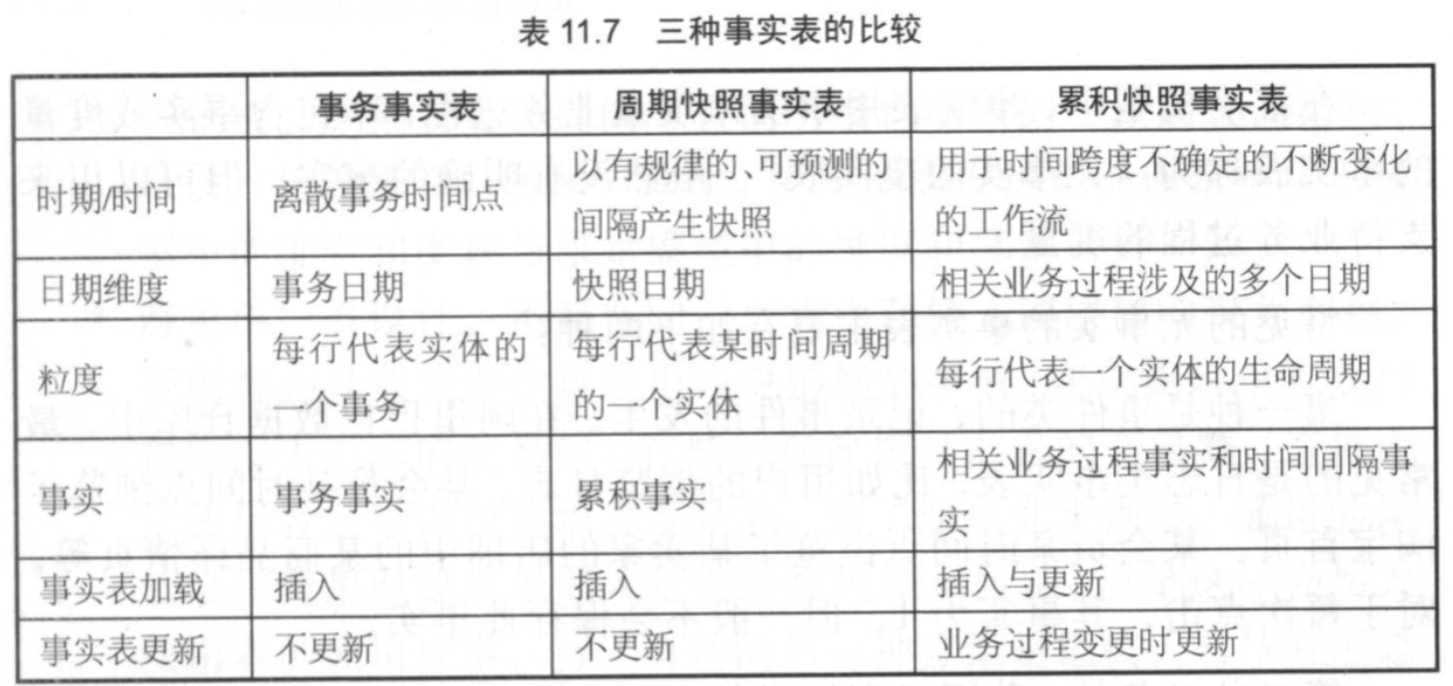 表 11.7 三种事实表的比较
事务事实表 周期快照事实表 累积快照事实表
时期/时间 离散事务时间点 以有规律的、可预测的 用于时间跨度不确定的不断变化
间隔产生快照 的工作流
日期维度 事务日期 快照日期 相关业务过程涉及的多个日期
粒度 每行代表实体的 每行代表某时间周期 每行代表一个实体的生命周期
一个事务 的一个实体
事实 事务事实 累积事实 相关业务过程事实和时间间隔事
实
事实表加载 插入 插入 插入与更新
事实表更新 不更新 不更新 业务过程变更时更新